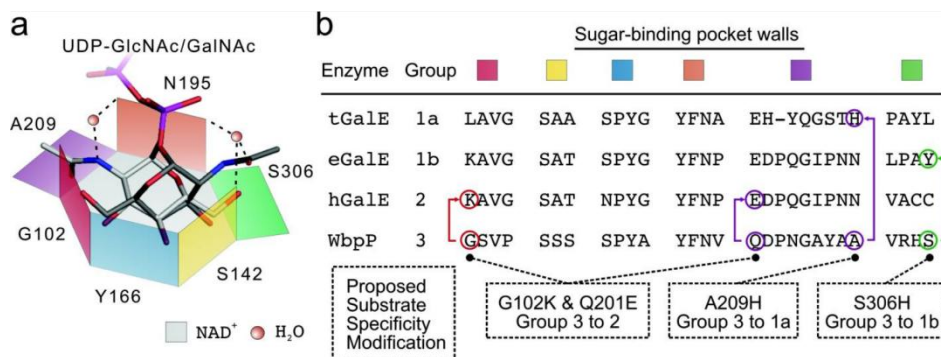 a
UDP-GlcNAc/GalNAc
N195
A209
S306
G102
S142
Y166
NAD+
H2O
b
Sugar-binding pocket walls
Enzyme Group
tGalE 1a LAVG SAA SPYG YFNA EH-YQGSTH PAYL
eGalE 1b KAVG SAT SPYG YFNP EDPQGIPNN LPAY
hGalE 2 KAVG SAT NPYG YFNP EDPQGIPNN VACC
WbpP 3 GSVP SSS SPYA YFNV QDPNGAYAA VRHS
Proposed
Substrate
Specificity
Modification
G102K & Q201E
Group 3 to 2
A209H
Group 3 to 1a
S306H
Group 3 to 1b